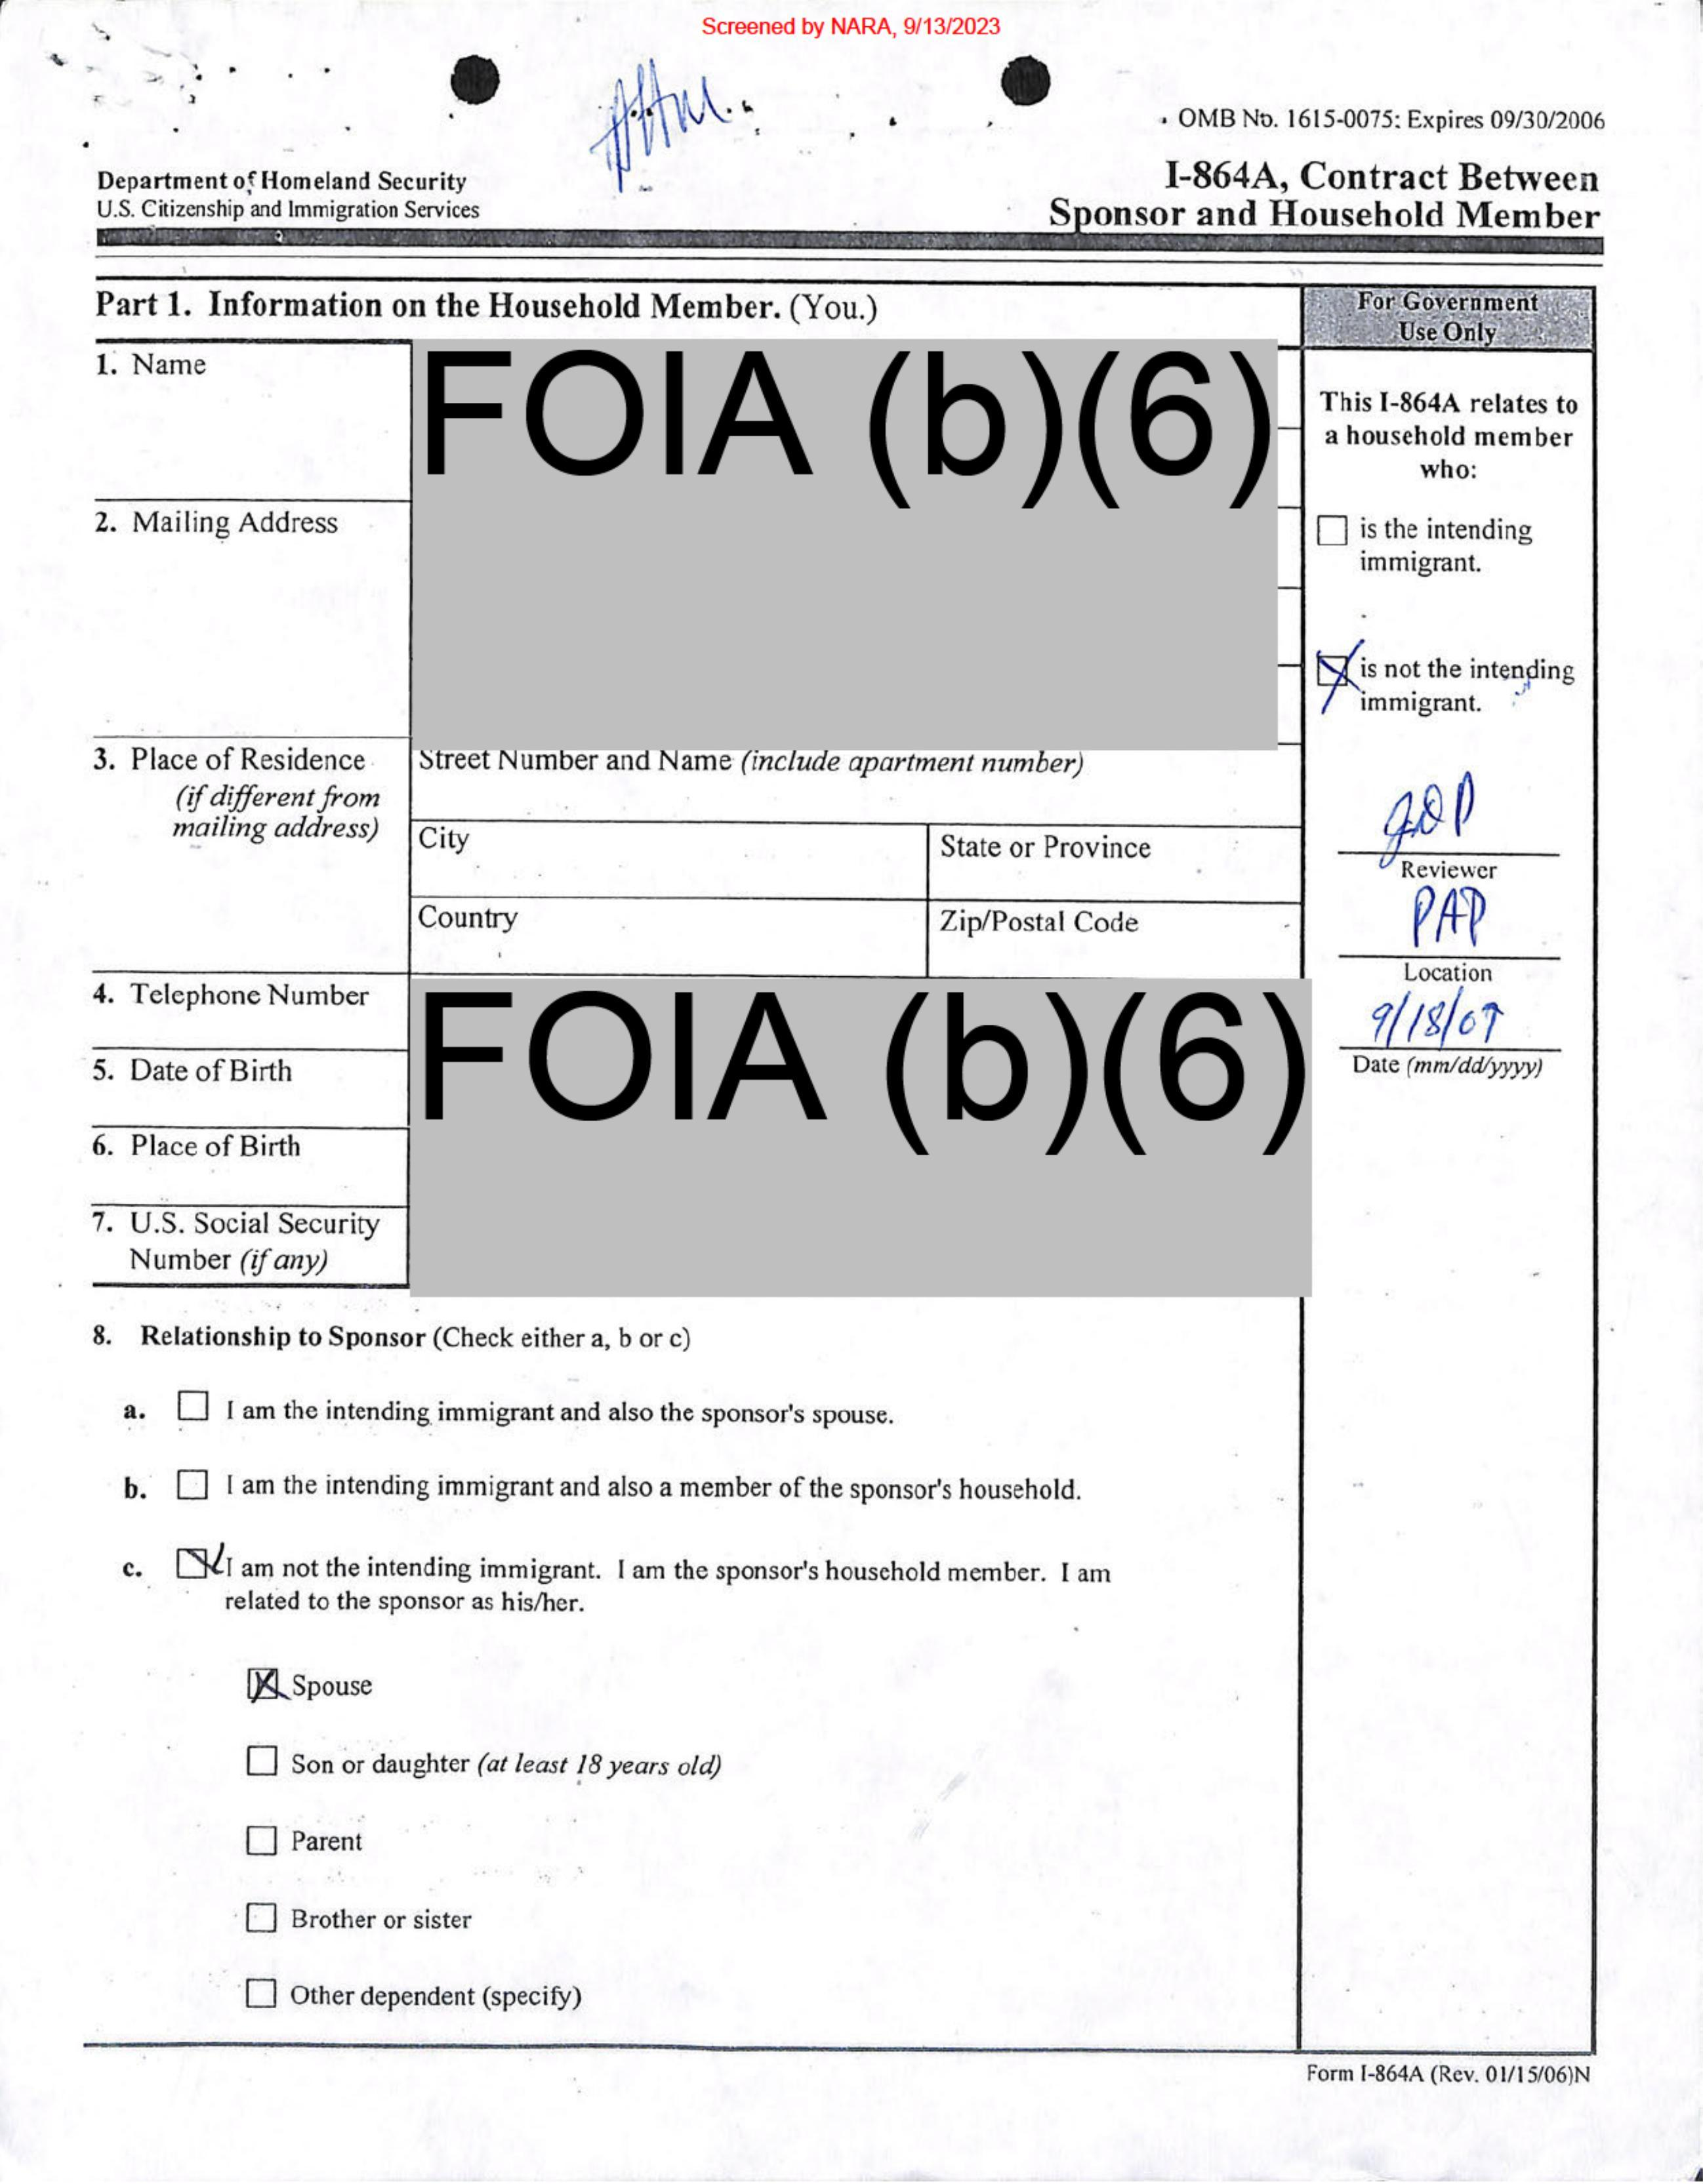 Screened by NARA, 9/13/2023
OMB No. 1615-0075: Expires 09/30/2006
Department of Homeland Security
U.S. Citizenship and Immigration Services
I-864A, Contract Between
Sponsor and Household Member
Part 1. Information on the Household Member. (You.)
For Government
Use Only
1. Name
FOIA (b)(6)
2. Mailing Address
This I-864A relates to
a household member
who:
is the intending
immigrant.
is not the intending
immigrant.
3. Place of Residence
(if different from
mailing address)
Street Number and Name (include apartment number)
City
State or Province
Country
Zip/Postal Code
Reviewer
PAP
Location
9/18/07
Date (mm/dd/yyyy)
4. Telephone Number
FOIA (b)(6)
5. Date of Birth
6. Place of Birth
7. U.S. Social Security
Number (if any)
8. Relationship to Sponsor (Check either a, b or c)
a. I am the intending immigrant and also the sponsor's spouse.
b. I am the intending immigrant and also a member of the sponsor's household.
c. I am not the intending immigrant. I am the sponsor's household member. I am
related to the sponsor as his/her.
Spouse
Son or daughter (at least 18 years old)
Parent
Brother or sister
Other dependent (specify)
Form I-864A (Rev. 01/15/06)N